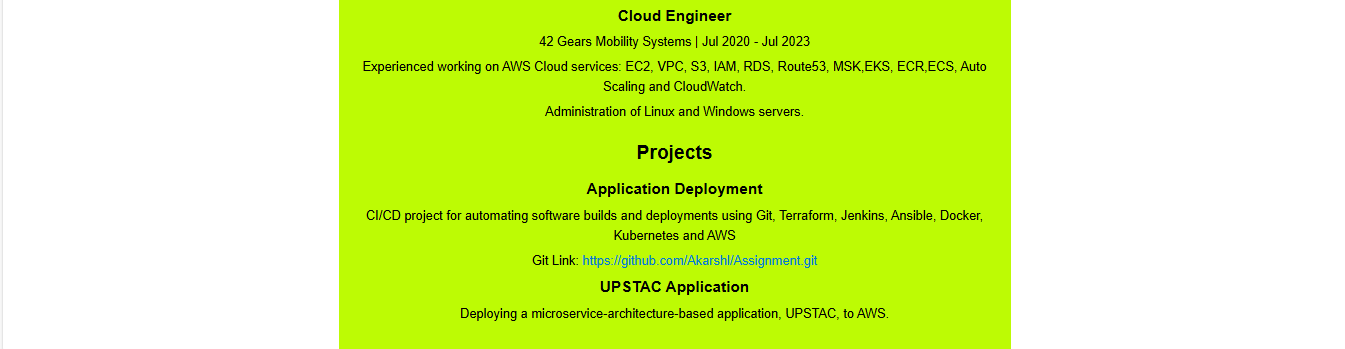 Cloud Engineer
42 Gears Mobility Systems | Jul 2020 - Jul 2023
Experienced working on AWS Cloud services: EC2, VPC, S3, IAM, RDS, Route53, MSK,EKS, ECR,ECS, Auto
Scaling and CloudWatch.
Administration of Linux and Windows servers.
Projects
Application Deployment
CI/CD project for automating software builds and deployments using Git, Terraform, Jenkins, Ansible, Docker,
Kubernetes and AWS
Git Link: https://github.com/Akarshl/Assignment.git
UPSTAC Application
Deploying a microservice-architecture-based application, UPSTAC, to AWS.